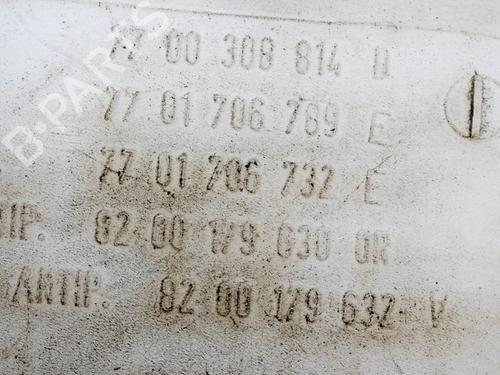 77 00 308 814 D
77 01 706 789 E
77 01 706 732 E
IP. 82 00 179 630 OR
ANTIP. 82 00 179 632 V
B-PARTS